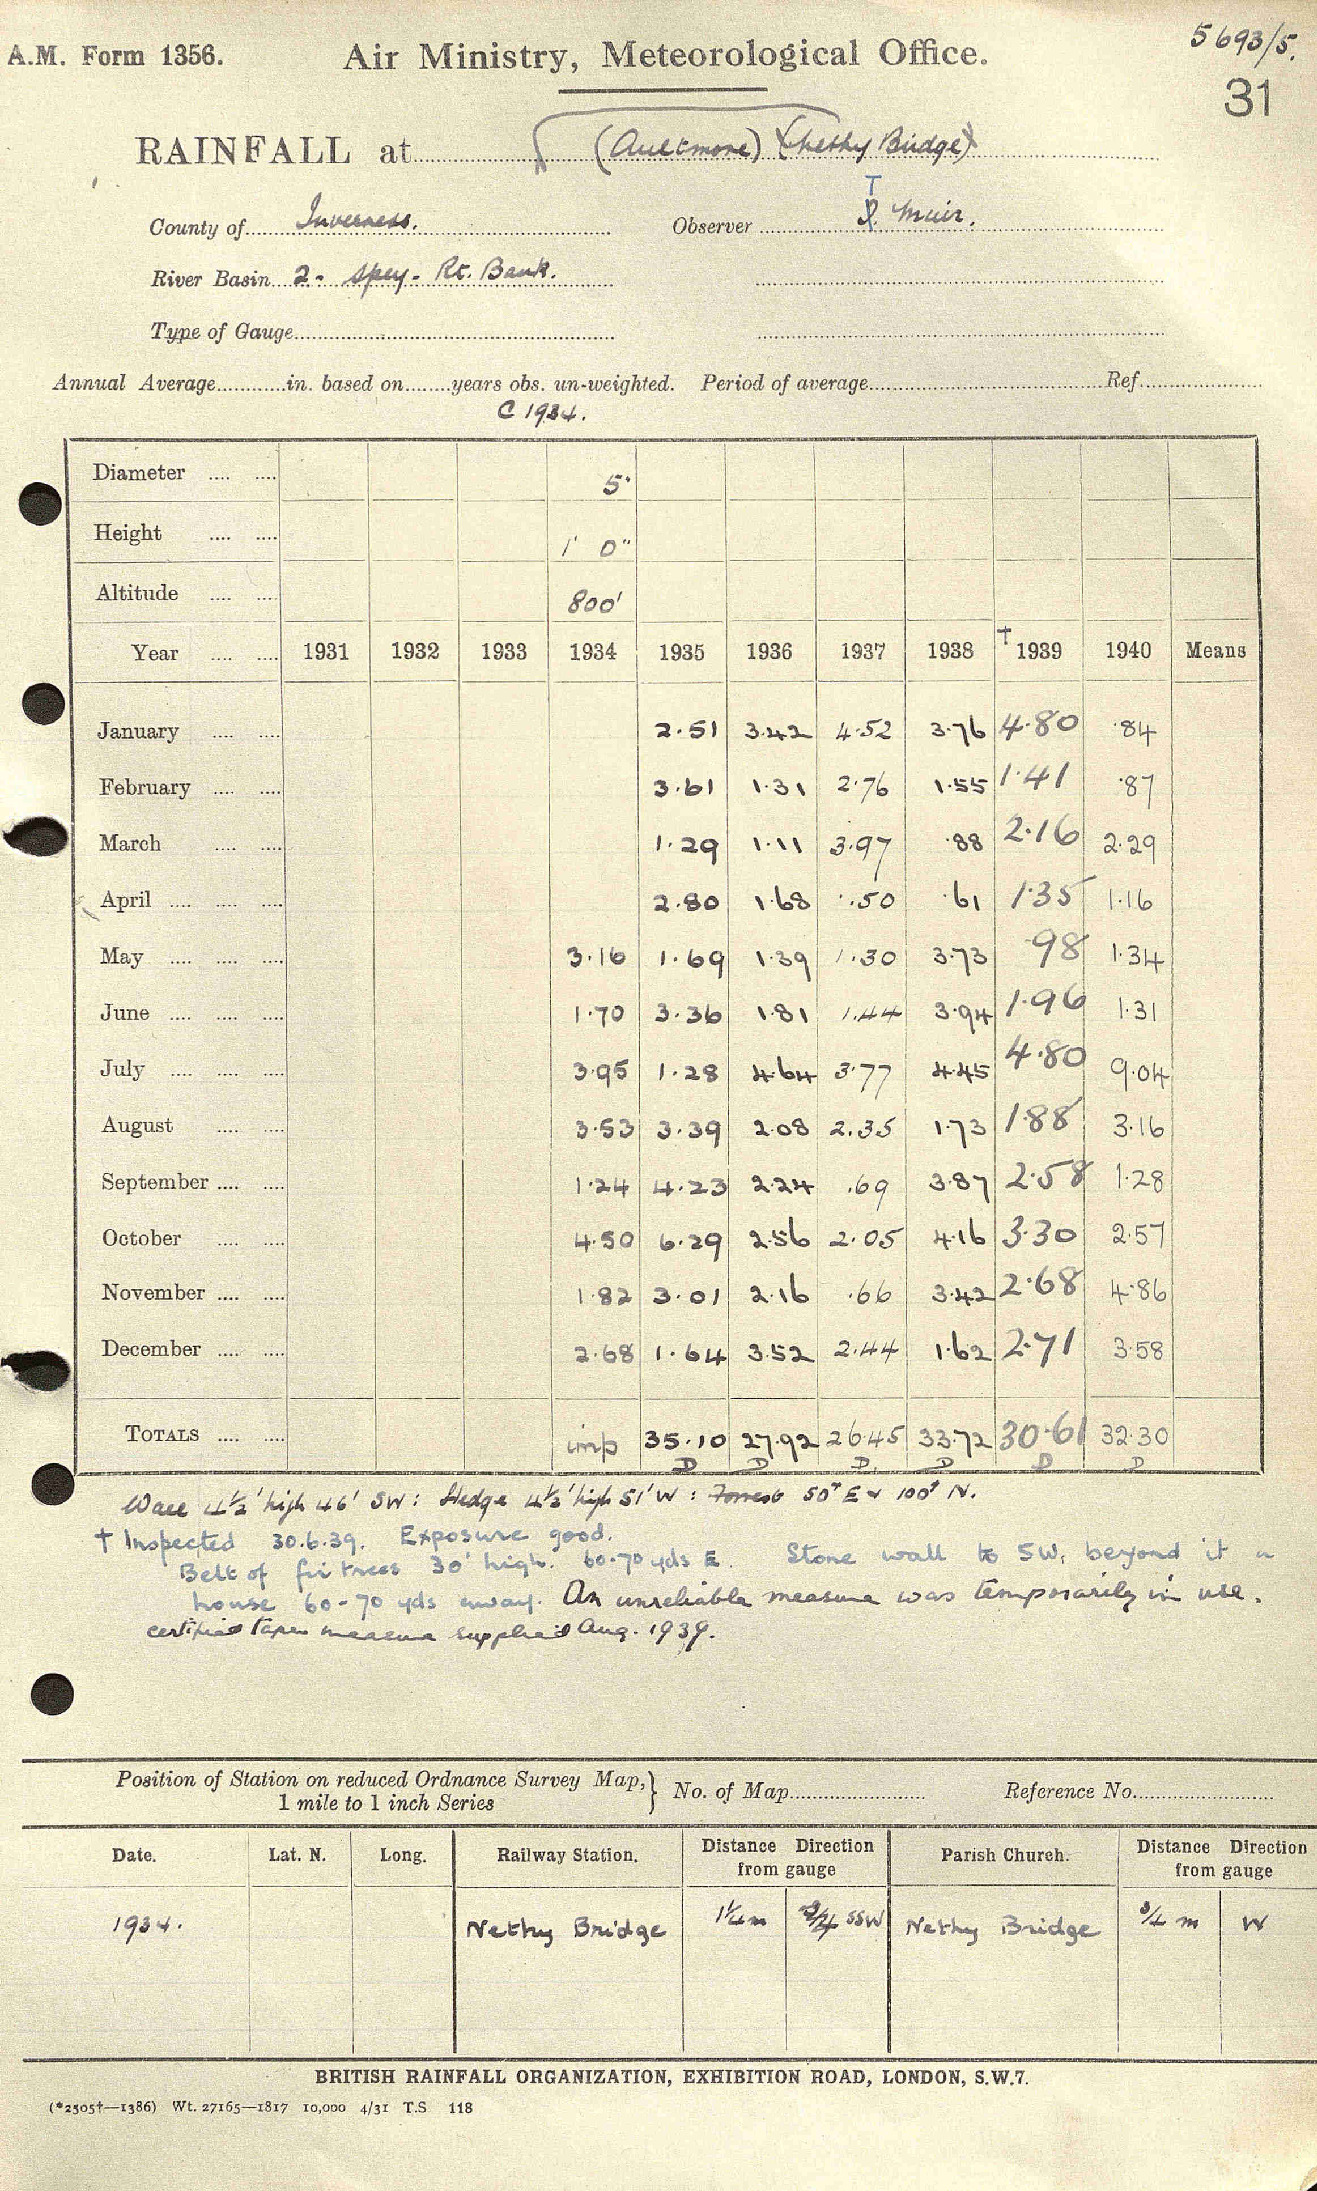 5693/5.
A.M. Form 1356. Air Ministry, Meteorological Office.
31
RAINFALL at (Aultmore) (Nethy Bridge)
T
County of Inverness. Observer Muir.
River Basin 2 - Spey - Rt. Bank.
Type of Gauge
Annual Average in. based on years obs. un-weighted. Period of average Ref.
C 1934.
Diameter 5"
Height 1' 0"
Altitude 800'
Year 1931 1932 1933 1934 1935 1936 1937 1938 † 1939 1940 Means
January 2.51 3.42 4.52 3.76 4.80 .84
February 3.61 1.31 2.76 1.55 1.41 .87
March 1.29 1.11 3.97 .88 2.16 2.29
April 2.80 1.68 .50 .61 1.35 1.16
May 3.16 1.69 1.39 1.30 3.73 .98 1.34
June 1.70 3.36 1.81 1.44 3.94 1.96 1.31
July 3.95 1.28 4.64 3.77 4.45 4.80 9.04
August 3.53 3.39 2.08 2.35 1.73 1.88 3.16
September 1.24 4.23 2.24 .69 3.87 2.58 1.28
October 4.50 6.29 2.56 2.05 4.16 3.30 2.57
November 1.82 3.01 2.16 .66 3.42 2.68 4.86
December 2.68 1.64 3.52 2.44 1.62 2.71 3.58
TOTALS imp 35.10 27.92 26.45 33.72 30.61 32.30
D D D. D D D
Wall 4½' high 46' SW: Hedge 4½' high 51' W: Forrest 50' E & 100' N.
† Inspected 30.6.39. Exposure good.
Belt of fir trees 30' high. 60-70 yds E. Stone wall to SW, beyond it a
house 60-70 yds away. An unreliable measure was temporarily in use.
certified taper measure supplied Aug. 1939.
Position of Station on reduced Ordnance Survey Map, } No. of Map Reference No.
1 mile to 1 inch Series
Date. Lat. N. Long. Railway Station. Distance Direction from gauge Parish Church. Distance Direction from gauge
1934. Nethy Bridge 1¼ m SSW Nethy Bridge ¾ m W
BRITISH RAINFALL ORGANIZATION, EXHIBITION ROAD, LONDON, S.W.7.
(*2505†—1386) Wt. 27165—1817 10,000 4/31 T.S 118